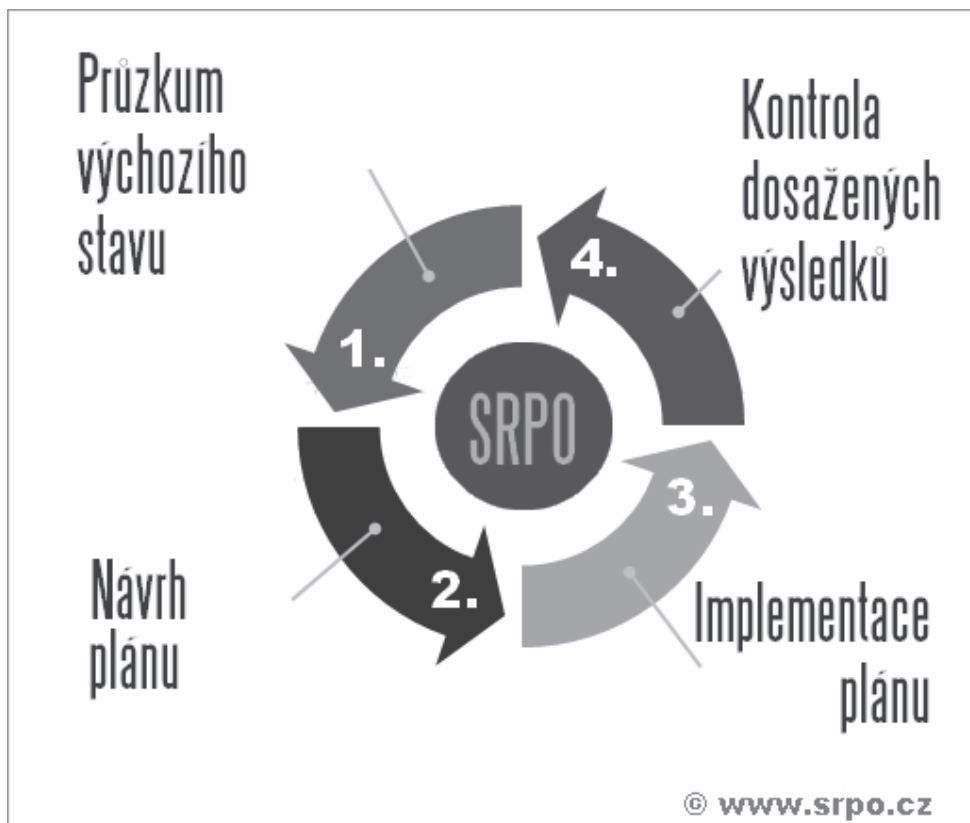 Průzkum
výchozího
stavu
1.
Návrh
plánu
2.
Implementace
plánu
3.
Kontrola
dosažených
výsledků
4.
SRPO
© www.srpo.cz